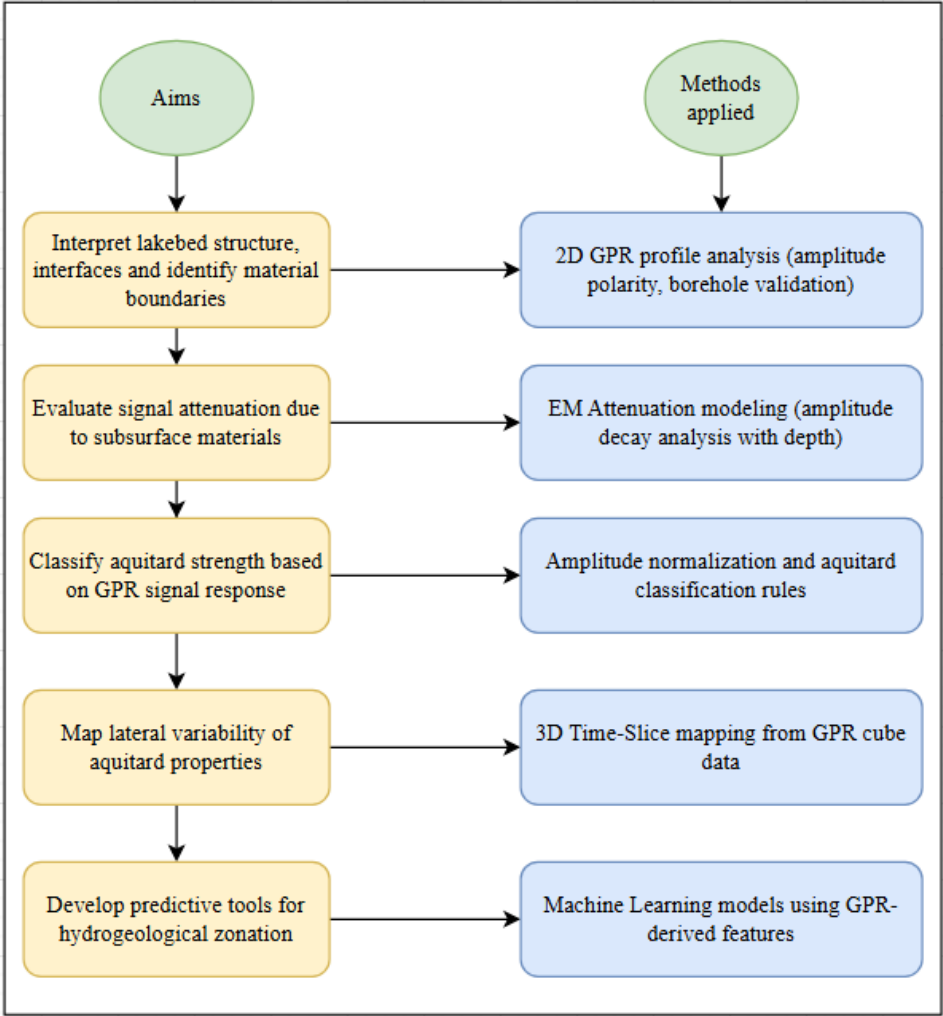 Aims
Methods
applied
Interpret lakebed structure,
interfaces and identify material
boundaries
2D GPR profile analysis (amplitude
polarity, borehole validation)
Evaluate signal attenuation due
to subsurface materials
EM Attenuation modeling (amplitude
decay analysis with depth)
Classify aquitard strength based
on GPR signal response
Amplitude normalization and aquitard
classification rules
Map lateral variability of
aquitard properties
3D Time-Slice mapping from GPR cube
data
Develop predictive tools for
hydrogeological zonation
Machine Learning models using GPR-
derived features